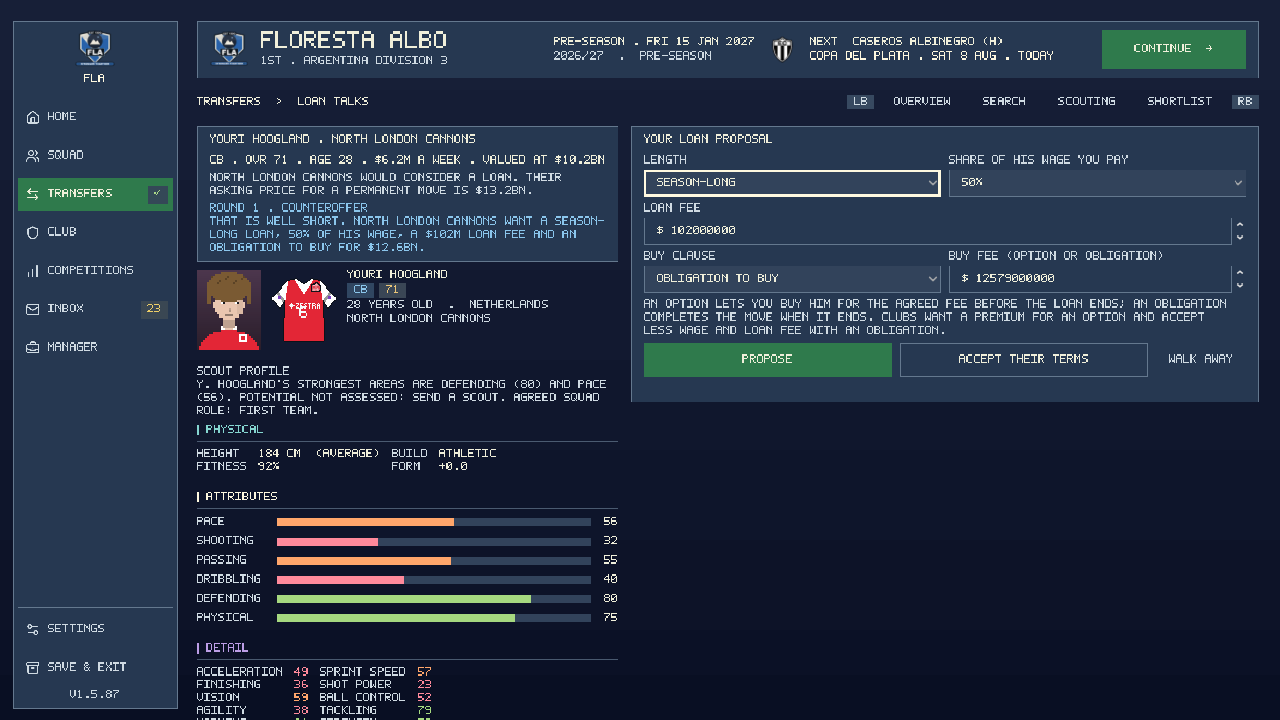 FLA
FLA
HOME
SQUAD
TRANSFERS
CLUB
COMPETITIONS
INBOX 23
MANAGER
SETTINGS
SAVE & EXIT
V1.5.87
FLA
FLORESTA ALBO
1ST . ARGENTINA DIVISION 3
PRE-SEASON . FRI 15 JAN 2027
2026/27 . PRE-SEASON
NEXT CASEROS ALBINEGRO (H)
COPA DEL PLATA . SAT 8 AUG . TODAY
CONTINUE →
TRANSFERS > LOAN TALKS
LB OVERVIEW SEARCH SCOUTING SHORTLIST RB
YOURI HOOGLAND . NORTH LONDON CANNONS
CB . OVR 71 . AGE 28 . $6.2M A WEEK . VALUED AT $10.2BN
NORTH LONDON CANNONS WOULD CONSIDER A LOAN. THEIR
ASKING PRICE FOR A PERMANENT MOVE IS $13.2BN.
ROUND 1 . COUNTEROFFER
THAT IS WELL SHORT. NORTH LONDON CANNONS WANT A SEASON-
LONG LOAN, 50% OF HIS WAGE, A $102M LOAN FEE AND AN
OBLIGATION TO BUY FOR $12.6BN.
ZESTRA
6
YOURI HOOGLAND
CB 71
28 YEARS OLD . NETHERLANDS
NORTH LONDON CANNONS
SCOUT PROFILE
Y. HOOGLAND'S STRONGEST AREAS ARE DEFENDING (80) AND PACE
(56). POTENTIAL NOT ASSESSED: SEND A SCOUT. AGREED SQUAD
ROLE: FIRST TEAM.
PHYSICAL
HEIGHT 184 CM (AVERAGE) BUILD ATHLETIC
FITNESS 92% FORM +0.0
ATTRIBUTES
PACE 56
SHOOTING 32
PASSING 55
DRIBBLING 40
DEFENDING 80
PHYSICAL 75
DETAIL
ACCELERATION 49 SPRINT SPEED 57
FINISHING 36 SHOT POWER 23
VISION 59 BALL CONTROL 52
AGILITY 38 TACKLING 79
YOUR LOAN PROPOSAL
LENGTH SHARE OF HIS WAGE YOU PAY
SEASON-LONG 50%
LOAN FEE
$ 102000000
BUY CLAUSE BUY FEE (OPTION OR OBLIGATION)
OBLIGATION TO BUY $ 12579000000
AN OPTION LETS YOU BUY HIM FOR THE AGREED FEE BEFORE THE LOAN ENDS; AN OBLIGATION
COMPLETES THE MOVE WHEN IT ENDS. CLUBS WANT A PREMIUM FOR AN OPTION AND ACCEPT
LESS WAGE AND LOAN FEE WITH AN OBLIGATION.
PROPOSE ACCEPT THEIR TERMS WALK AWAY